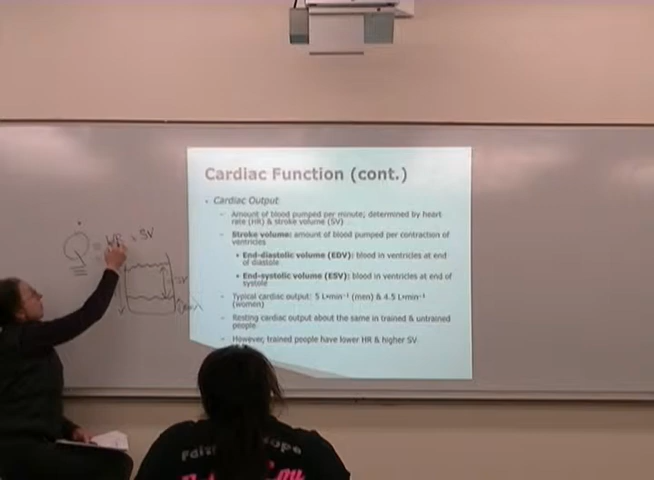 Cardiac Function (cont.)
• Cardiac Output
– Amount of blood pumped per minute; determined by heart
rate (HR) & stroke volume (SV)
– Stroke volume: amount of blood pumped per contraction of
ventricles
• End-diastolic volume (EDV): blood in ventricles at end
of diastole
• End-systolic volume (ESV): blood in ventricles at end of
systole
– Typical cardiac output: 5 L•min⁻¹ (men) & 4.5 L•min⁻¹
(women)
– Resting cardiac output about the same in trained & untrained
people
– However, trained people have lower HR & higher SV
Q = HR SV